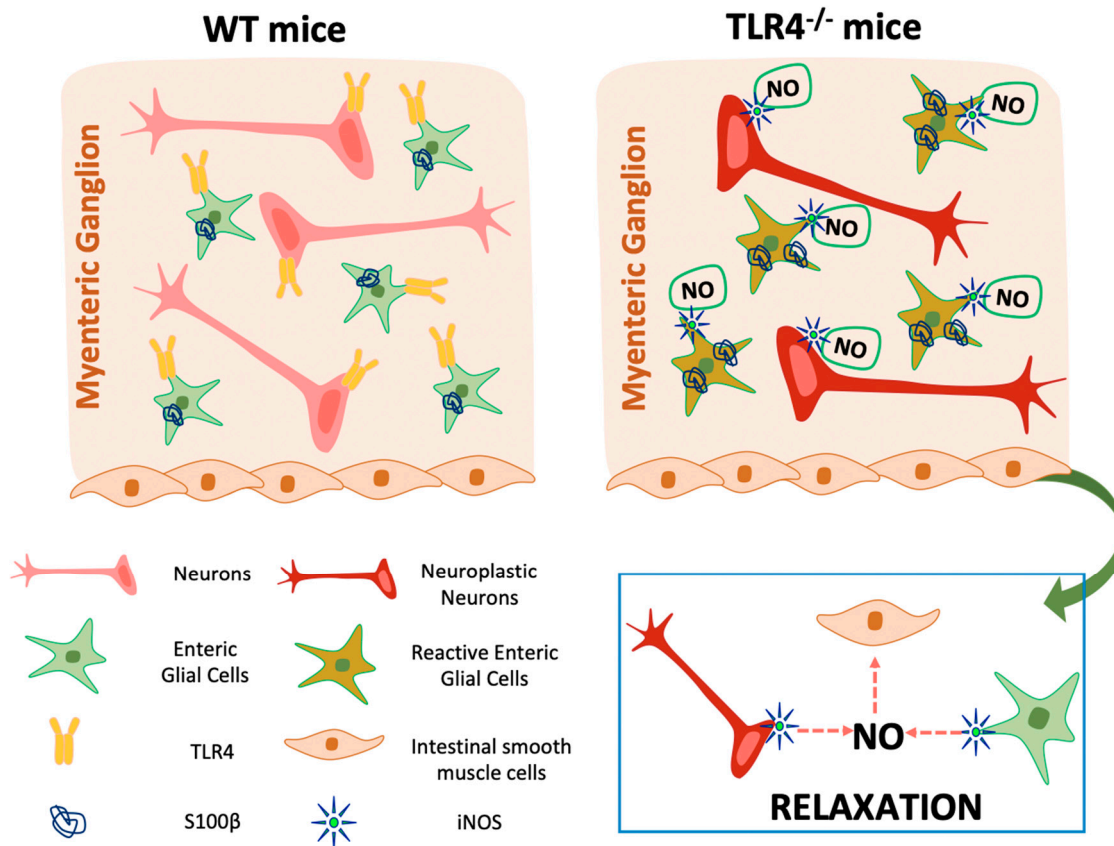 WT mice
TLR4-/- mice
Myenteric Ganglion
Myenteric Ganglion
NO
NO
NO
NO
NO
NO
Neurons
Neuroplastic
Neurons
Enteric
Glial Cells
Reactive Enteric
Glial Cells
TLR4
Intestinal smooth
muscle cells
S100β
iNOS
NO
RELAXATION